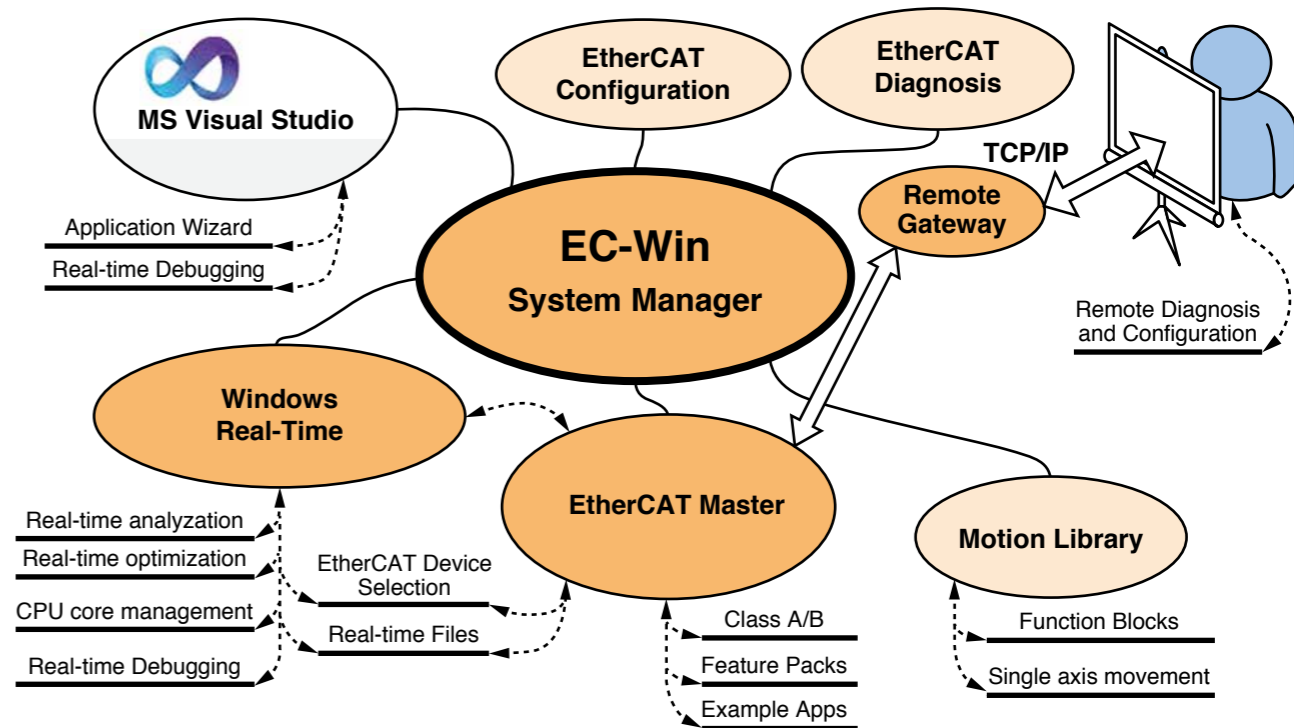 MS Visual Studio
EtherCAT
Configuration
EtherCAT
Diagnosis
TCP/IP
Remote
Gateway
Application Wizard
Real-time Debugging
EC-Win
System Manager
Remote Diagnosis
and Configuration
Windows
Real-Time
EtherCAT Master
Motion Library
Real-time analyzation
Real-time optimization
CPU core management
Real-time Debugging
EtherCAT Device
Selection
Real-time Files
Class A/B
Feature Packs
Example Apps
Function Blocks
Single axis movement